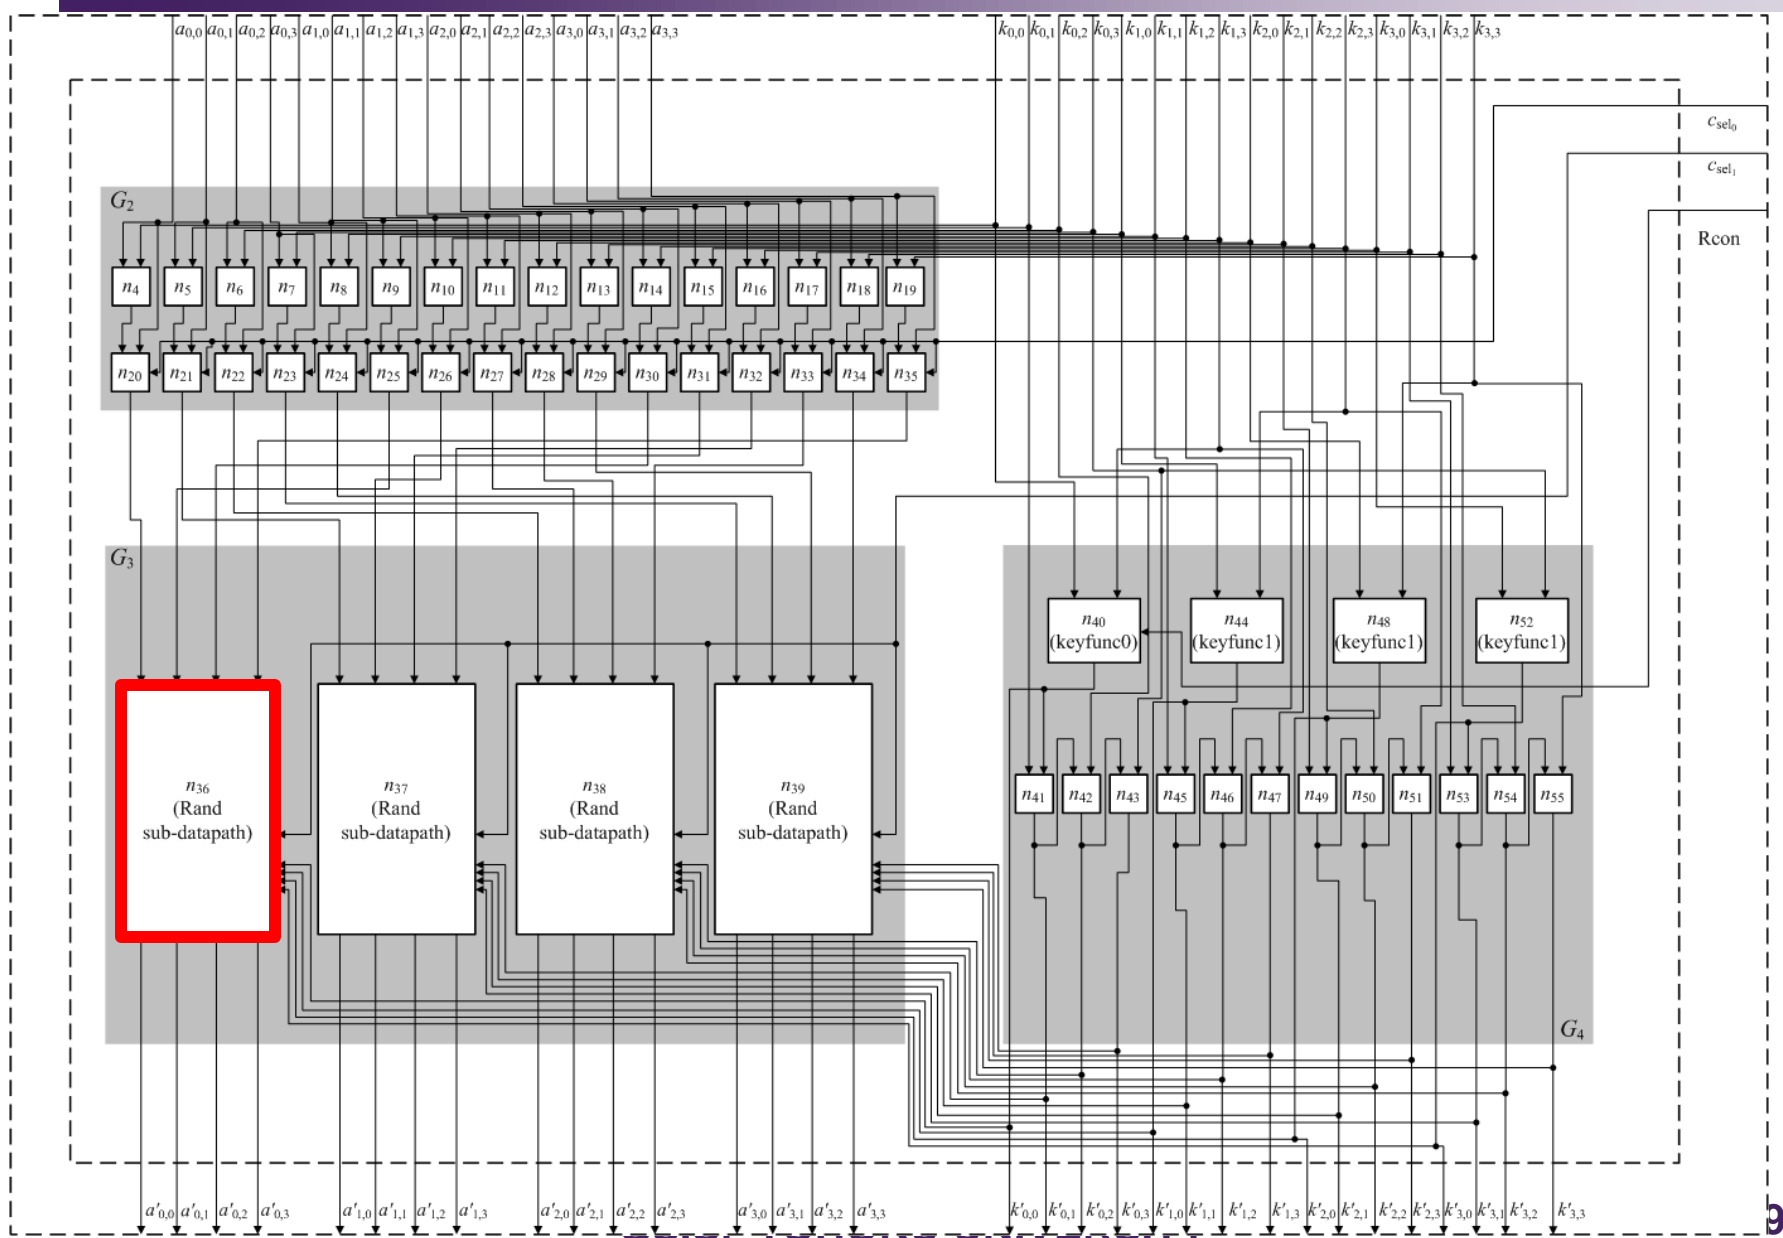 a0,0 a0,1 a0,2 a0,3 a1,0 a1,1 a1,2 a1,3 a2,0 a2,1 a2,2 a2,3 a3,0 a3,1 a3,2 a3,3 k0,0 k0,1 k0,2 k0,3 k1,0 k1,1 k1,2 k1,3 k2,0 k2,1 k2,2 k2,3 k3,0 k3,1 k3,2 k3,3
csel0
csel1
Rcon
G2
n4 n5 n6 n7 n8 n9 n10 n11 n12 n13 n14 n15 n16 n17 n18 n19
n20 n21 n22 n23 n24 n25 n26 n27 n28 n29 n30 n31 n32 n33 n34 n35
G3
n40
(keyfunc0)
n44
(keyfunc1)
n48
(keyfunc1)
n52
(keyfunc1)
n36
(Rand
sub-datapath)
n37
(Rand
sub-datapath)
n38
(Rand
sub-datapath)
n39
(Rand
sub-datapath)
n41 n42 n43 n45 n46 n47 n49 n50 n51 n53 n54 n55
G4
a′0,0 a′0,1 a′0,2 a′0,3 a′1,0 a′1,1 a′1,2 a′1,3 a′2,0 a′2,1 a′2,2 a′2,3 a′3,0 a′3,1 a′3,2 a′3,3 k′0,0 k′0,1 k′0,2 k′0,3 k′1,0 k′1,1 k′1,2 k′1,3 k′2,0 k′2,1 k′2,2 k′2,3 k′3,0 k′3,1 k′3,2 k′3,3
9